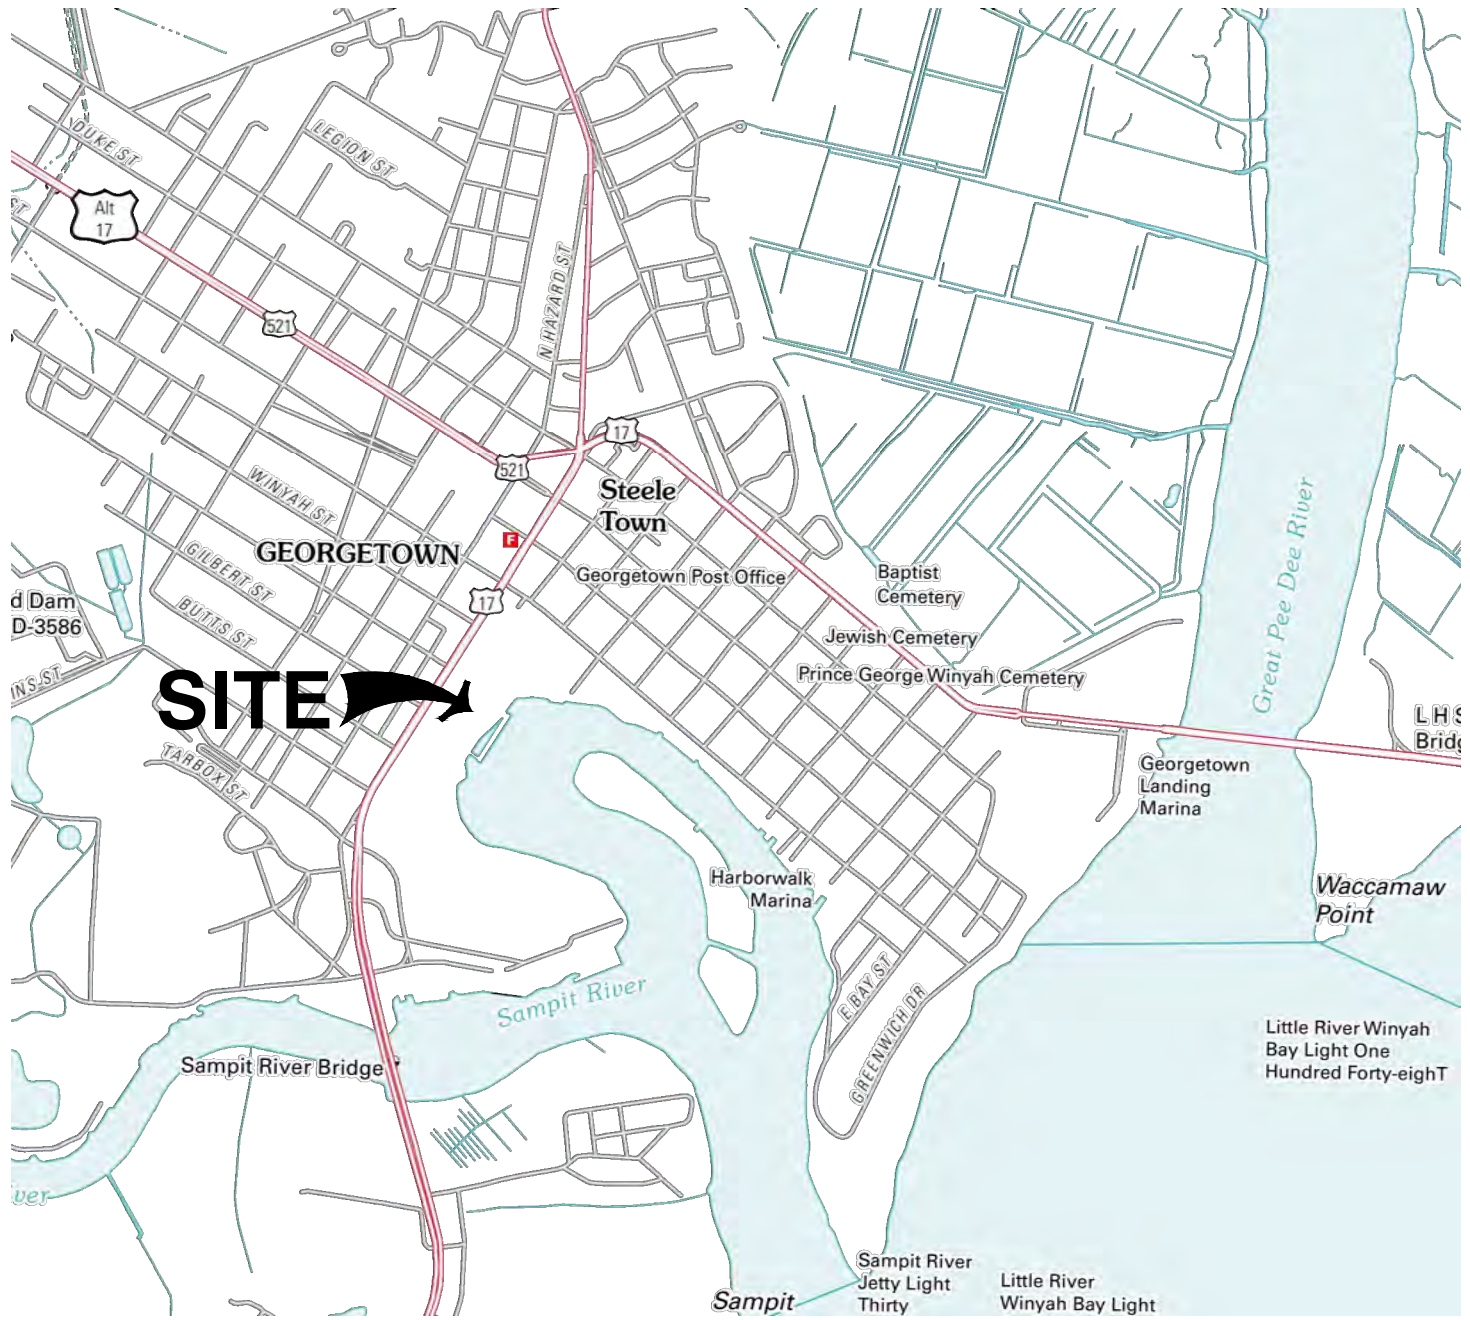 DUKE ST
LEGION ST
ST
Alt
17
N HAZARD ST
521
17
521
Steele
Town
WINYAH ST
GEORGETOWN
F
Georgetown Post Office
GILBERT ST
BUTTS ST
17
Baptist
Cemetery
Great Pee Dee River
d Dam
D-3586
Jewish Cemetery
Prince George Winyah Cemetery
INS ST
SITE
L H S
Bridg
TARBOX ST
Georgetown
Landing
Marina
Harborwalk
Marina
Waccamaw
Point
E BAY ST
GREENWICH DR
Sampit River
Little River Winyah
Bay Light One
Hundred Forty-eighT
Sampit River Bridge
ver
Sampit River
Jetty Light
Thirty
Little River
Winyah Bay Light
Sampit